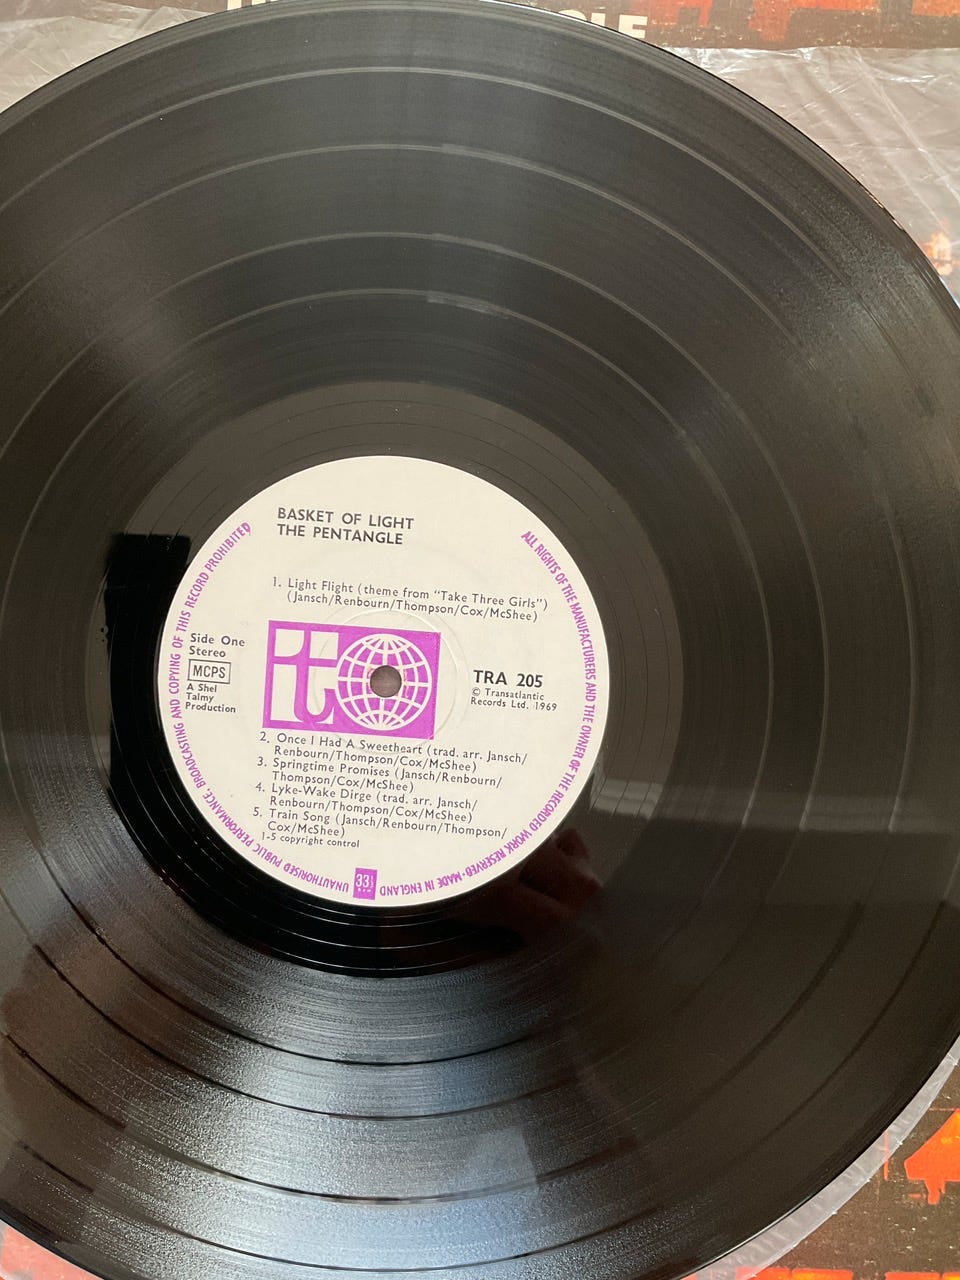 BASKET OF LIGHT
THE PENTANGLE
1. Light Flight (theme from "Take Three Girls")
(Jansch/Renbourn/Thompson/Cox/McShee)
Side One
Stereo
MCPS
A Shel
Talmy
Production
it
TRA 205
© Transatlantic
Records Ltd. 1969
2. Once I Had A Sweetheart (trad. arr. Jansch/
Renbourn/Thompson/Cox/McShee)
3. Springtime Promises (Jansch/Renbourn/
Thompson/Cox/McShee)
4. Lyke-Wake Dirge (trad. arr. Jansch/
Renbourn/Thompson/Cox/McShee)
5. Train Song (Jansch/Renbourn/Thompson/
Cox/McShee)
1-5 copyright control
33⅓
ALL RIGHTS OF THE MANUFACTURERS AND THE OWNER OF THE RECORDED WORK RESERVED·MADE IN ENGLAND
UNAUTHORISED PUBLIC PERFORMANCE, BROADCASTING AND COPYING OF THIS RECORD PROHIBITED